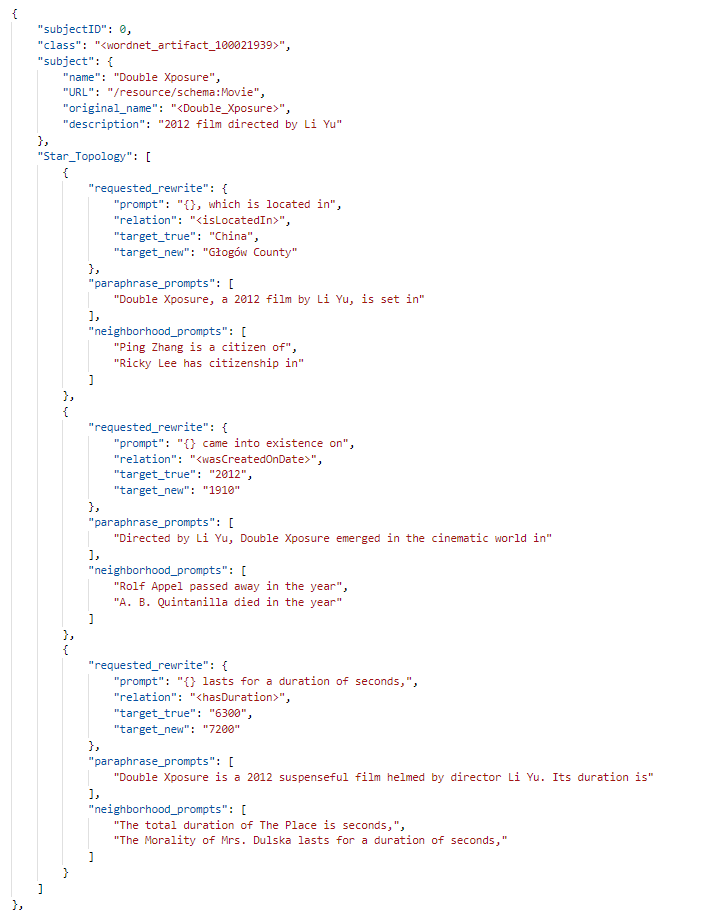 {
"subjectID": 0,
"class": "<wordnet_artifact_100021939>",
"subject": {
"name": "Double Xposure",
"URL": "/resource/schema:Movie",
"original_name": "<Double_Xposure>",
"description": "2012 film directed by Li Yu"
},
"Star_Topology": [
{
"requested_rewrite": {
"prompt": "{}, which is located in",
"relation": "<isLocatedIn>",
"target_true": "China",
"target_new": "Głogów County"
},
"paraphrase_prompts": [
"Double Xposure, a 2012 film by Li Yu, is set in"
],
"neighborhood_prompts": [
"Ping Zhang is a citizen of",
"Ricky Lee has citizenship in"
]
},
{
"requested_rewrite": {
"prompt": "{} came into existence on",
"relation": "<wasCreatedOnDate>",
"target_true": "2012",
"target_new": "1910"
},
"paraphrase_prompts": [
"Directed by Li Yu, Double Xposure emerged in the cinematic world in"
],
"neighborhood_prompts": [
"Rolf Appel passed away in the year",
"A. B. Quintanilla died in the year"
]
},
{
"requested_rewrite": {
"prompt": "{} lasts for a duration of seconds,",
"relation": "<hasDuration>",
"target_true": "6300",
"target_new": "7200"
},
"paraphrase_prompts": [
"Double Xposure is a 2012 suspenseful film helmed by director Li Yu. Its duration is"
],
"neighborhood_prompts": [
"The total duration of The Place is seconds,",
"The Morality of Mrs. Dulska lasts for a duration of seconds,"
]
}
]
},